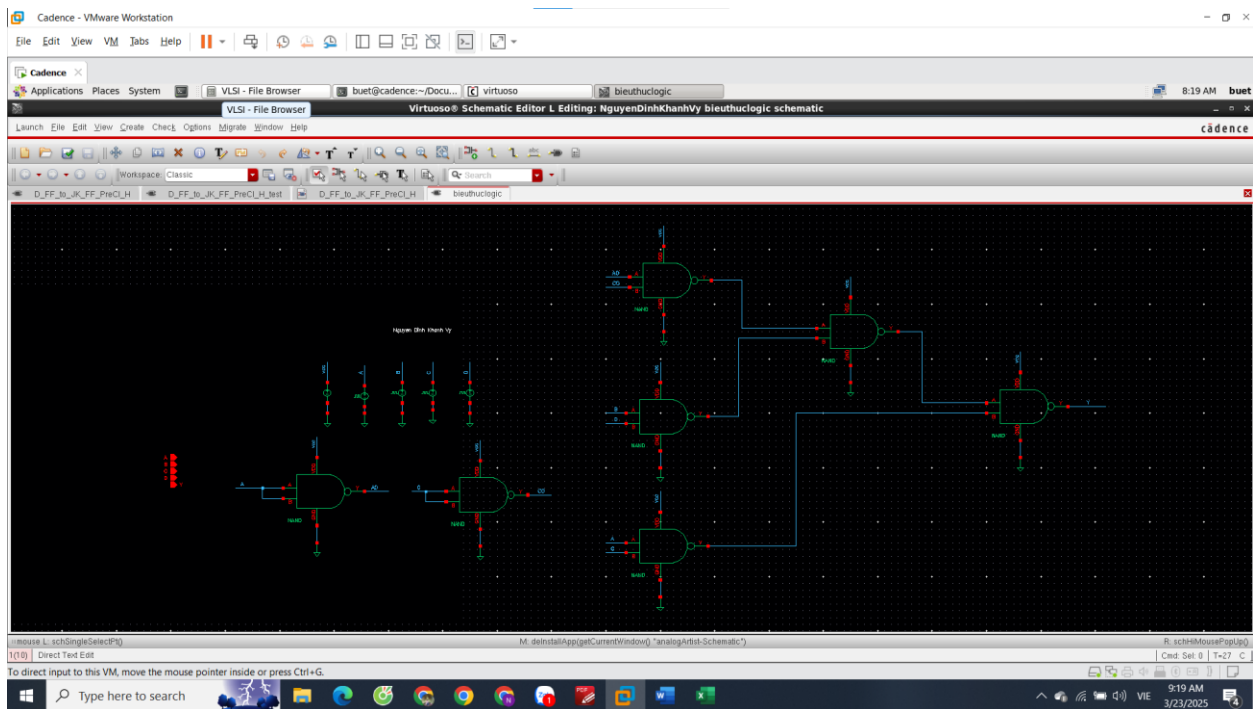 Cadence - VMware Workstation
File Edit View VM Tabs Help
Cadence
Applications Places System VLSI - File Browser buet@cadence:~/Docu... virtuoso bieuthuclogic 8:19 AM buet
VLSI - File Browser
Virtuoso® Schematic Editor L Editing: NguyenDinhKhanhVy bieuthuclogic schematic
Launch File Edit View Create Check Options Migrate Window Help cādence
Workspace: Classic Search
D_FF_to_JK_FF_PreCl_H D_FF_to_JK_FF_PreCl_H_test D_FF_to_JK_FF_PreCl_H bieuthuclogic
AD
CD
NAND
Nguyen Dinh Khanh Vy
NAND
A B C
NAND
NAND
A AD
CD
NAND
NAND
A
NAND
mouse L: schSingleSelectPt() M: deInstallApp(getCurrentWindow() "analogArtist-Schematic") R: schHiMousePopUp()
1(10) Direct Text Edit Cmd: Sel: 0 T=27 C
To direct input to this VM, move the mouse pointer inside or press Ctrl+G.
Type here to search VIE 9:19 AM
3/23/2025